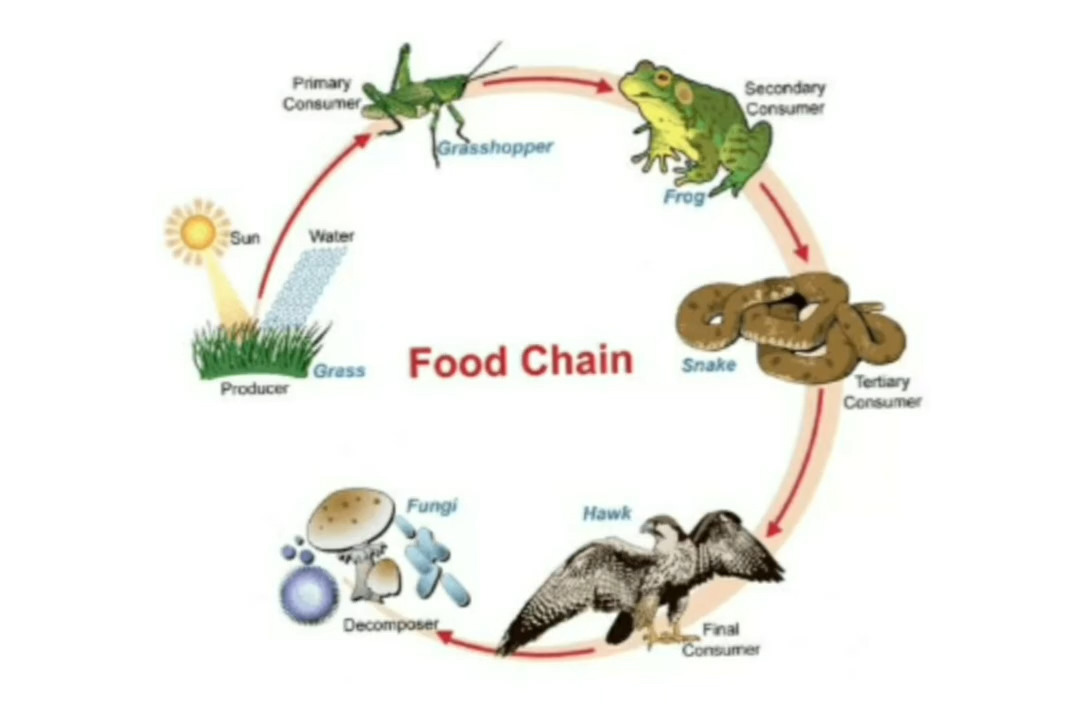 Primary
Consumer
Grasshopper
Secondary
Consumer
Frog
Sun
Water
Grass
Producer
Food Chain
Snake
Tertiary
Consumer
Hawk
Final
Consumer
Fungi
Decomposer